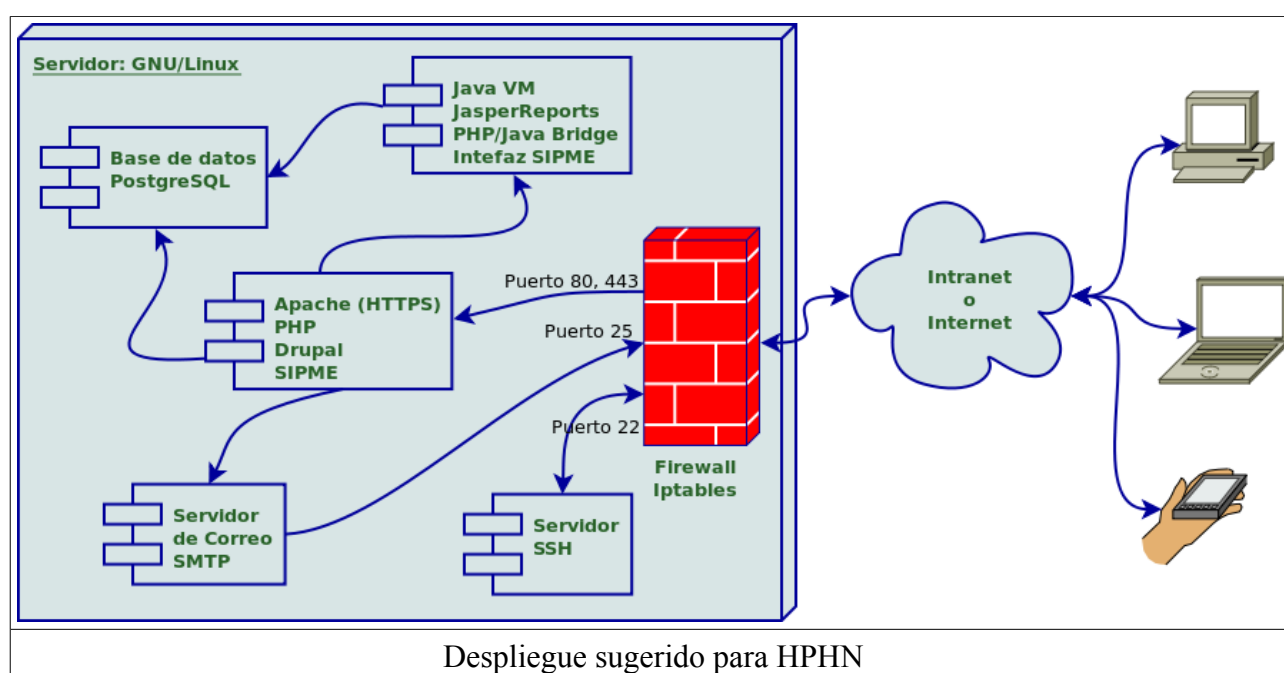 Servidor: GNU/Linux
Java VM
JasperReports
PHP/Java Bridge
Intefaz SIPME
Base de datos
PostgreSQL
Apache (HTTPS)
PHP
Drupal
SIPME
Puerto 80, 443
Puerto 25
Puerto 22
Firewall
Iptables
Servidor
de Correo
SMTP
Servidor
SSH
Intranet
o
Internet
Despliegue sugerido para HPHN